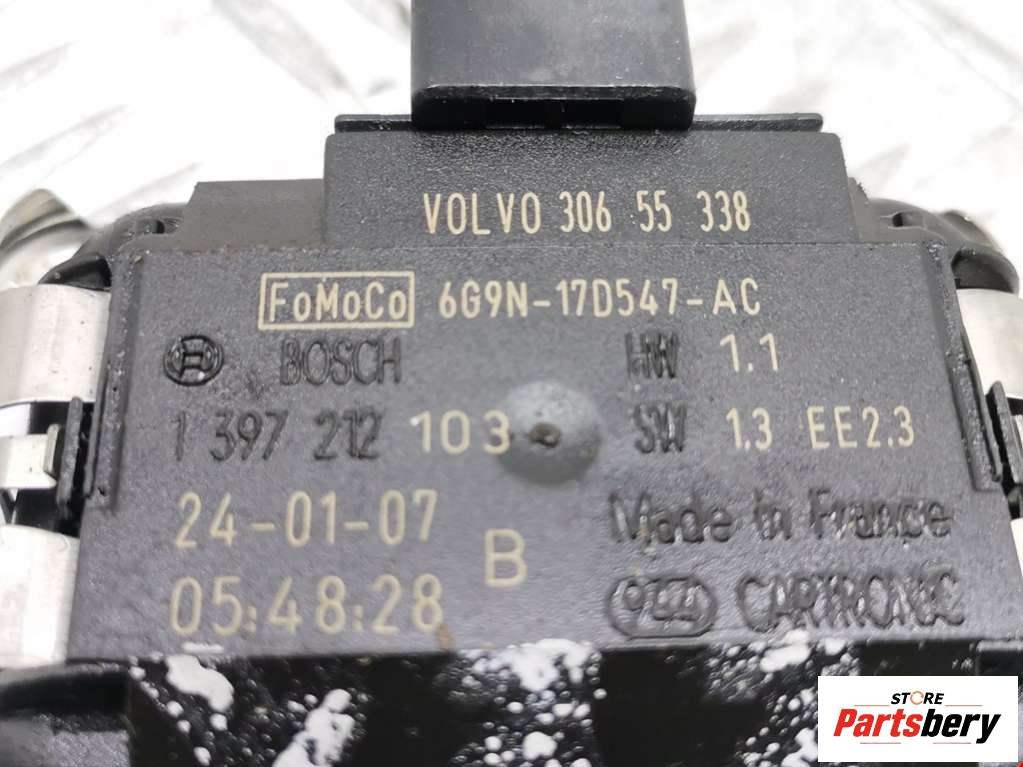 VOLVO 306 55 338
FoMoCo 6G9N-17D547-AC
BOSCH HW 1.1
1 397 212 103 SW 1.3 EE2.3
24-01-07
B
Made in France
05:48:28
CARTRONIC
STORE
Partsbery